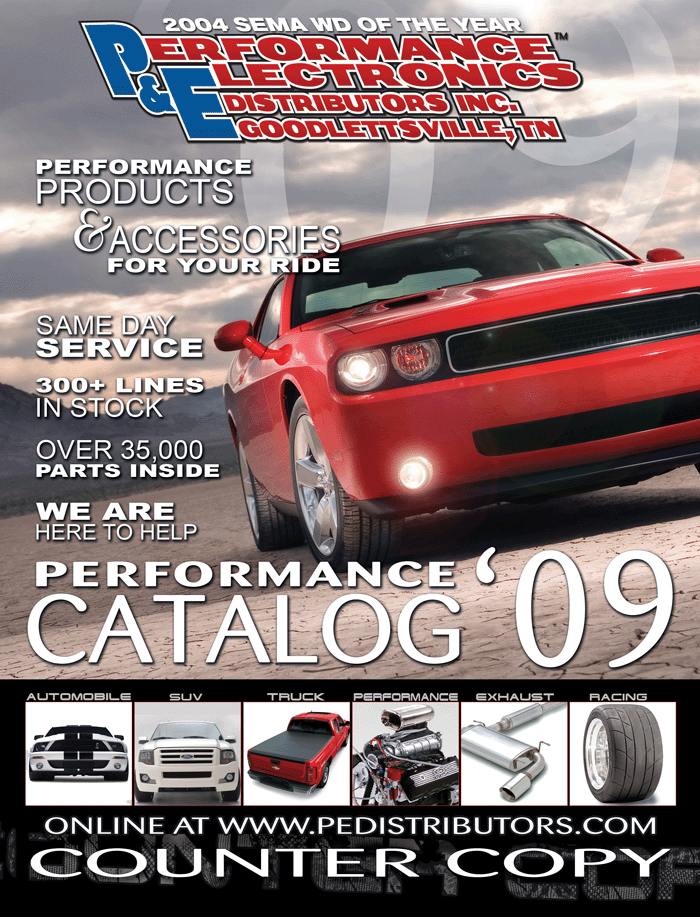 2004 SEMA WD OF THE YEAR
PERFORMANCE™
& ELECTRONICS
DISTRIBUTORS INC.
GOODLETTSVILLE, TN
09
PERFORMANCE
PRODUCTS
& ACCESSORIES
FOR YOUR RIDE
SAME DAY
SERVICE
300+ LINES
IN STOCK
OVER 35,000
PARTS INSIDE
WE ARE
HERE TO HELP
PERFORMANCE
CATALOG '09
AUTOMOBILE SUV TRUCK PERFORMANCE EXHAUST RACING
ONLINE AT WWW.PEDISTRIBUTORS.COM
COUNTER COPY